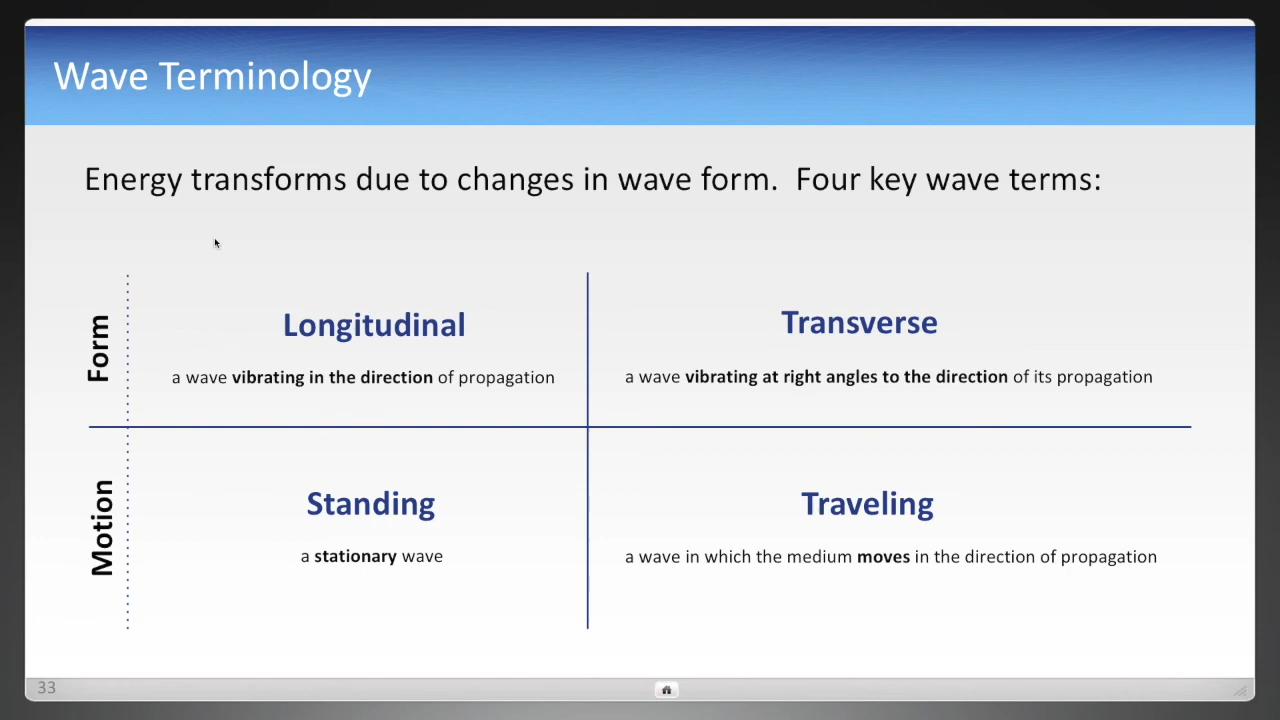 Wave Terminology
Energy transforms due to changes in wave form. Four key wave terms:
Form
Longitudinal
a wave vibrating in the direction of propagation
Transverse
a wave vibrating at right angles to the direction of its propagation
Motion
Standing
a stationary wave
Traveling
a wave in which the medium moves in the direction of propagation
33